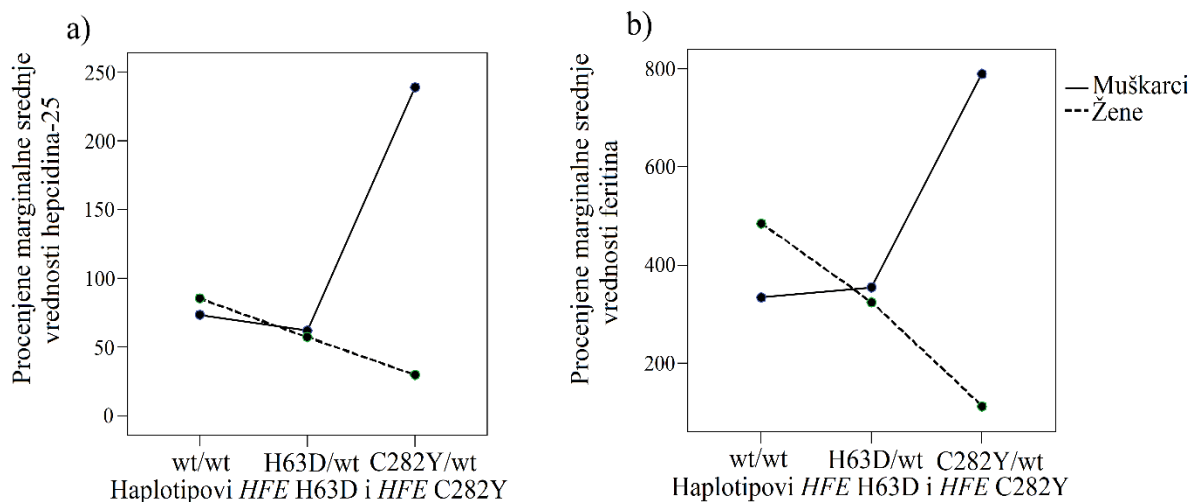 a)
Procenjene marginalne srednje
vrednosti hepcidina-25
250
200
150
100
50
0
wt/wt
H63D/wt
C282Y/wt
Haplotipovi HFE H63D i HFE C282Y
b)
Procenjene marginalne srednje
vrednosti feritina
800
600
400
200
wt/wt
H63D/wt
C282Y/wt
Haplotipovi HFE H63D i HFE C282Y
Muškarci
Žene